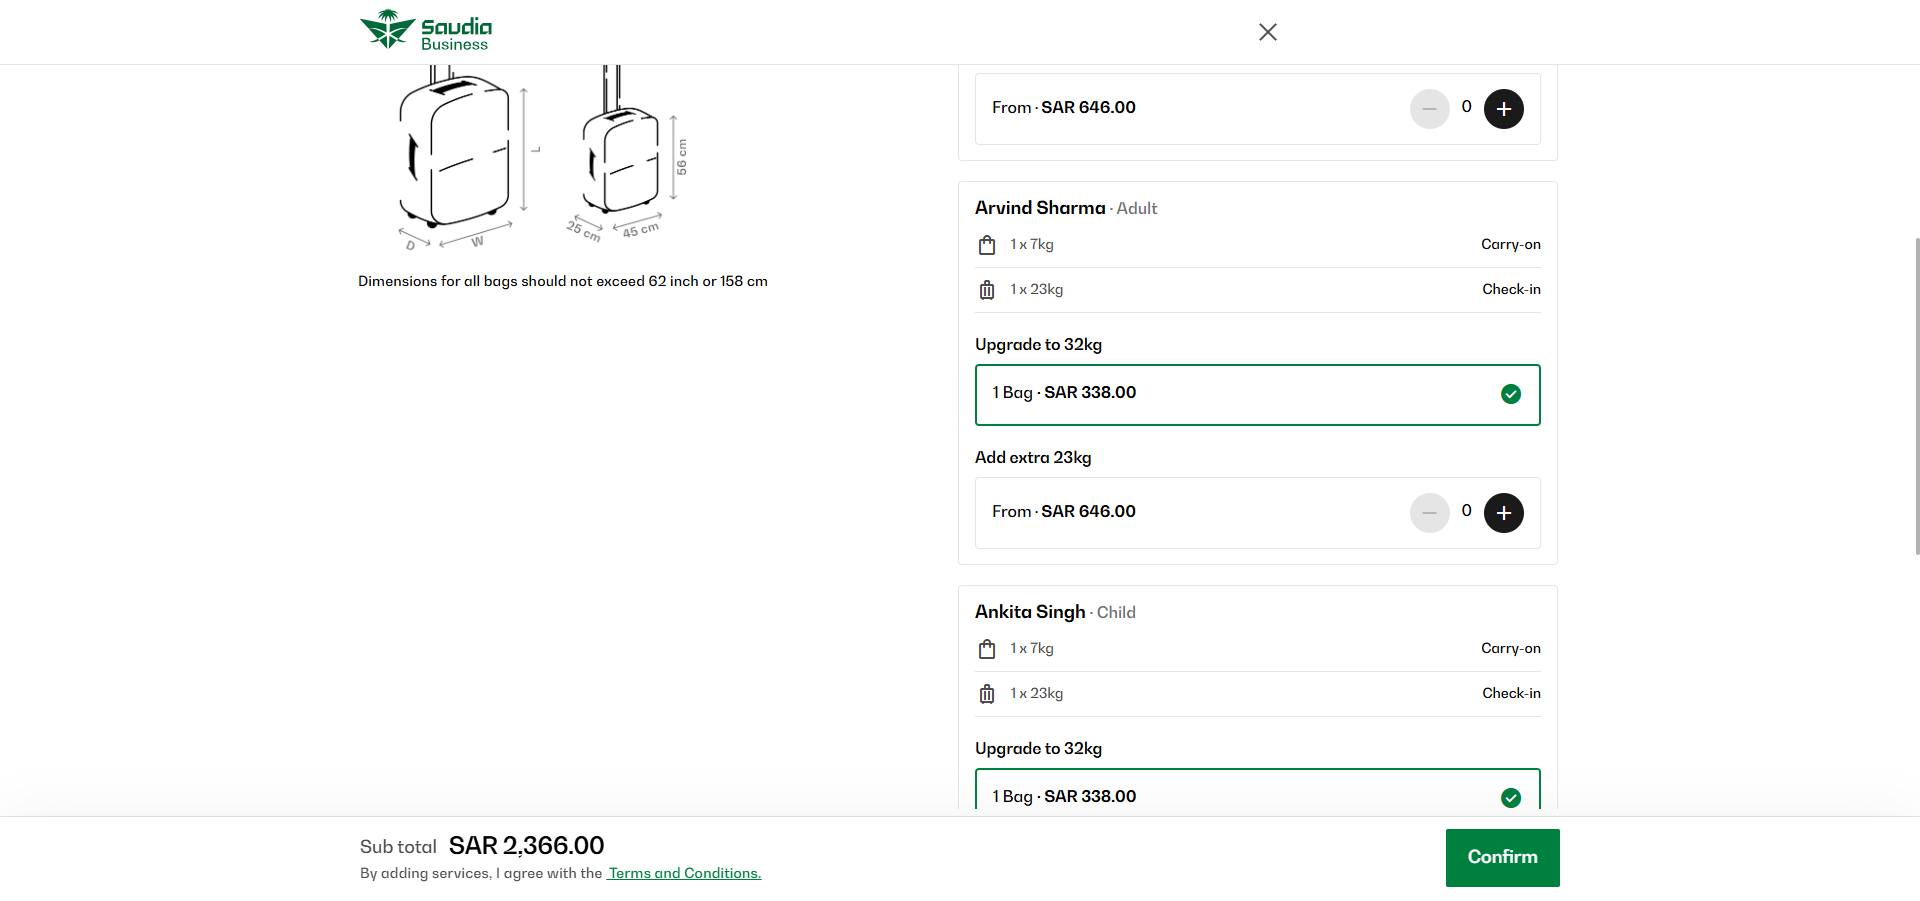 Saudia
Business
L
D
W
56 cm
25 cm
45 cm
Dimensions for all bags should not exceed 62 inch or 158 cm
From · SAR 646.00
0
Arvind Sharma · Adult
1 x 7kg
Carry-on
1 x 23kg
Check-in
Upgrade to 32kg
1 Bag · SAR 338.00
Add extra 23kg
From · SAR 646.00
0
Ankita Singh · Child
1 x 7kg
Carry-on
1 x 23kg
Check-in
Upgrade to 32kg
1 Bag · SAR 338.00
Sub total SAR 2,366.00
By adding services, I agree with the Terms and Conditions.
Confirm